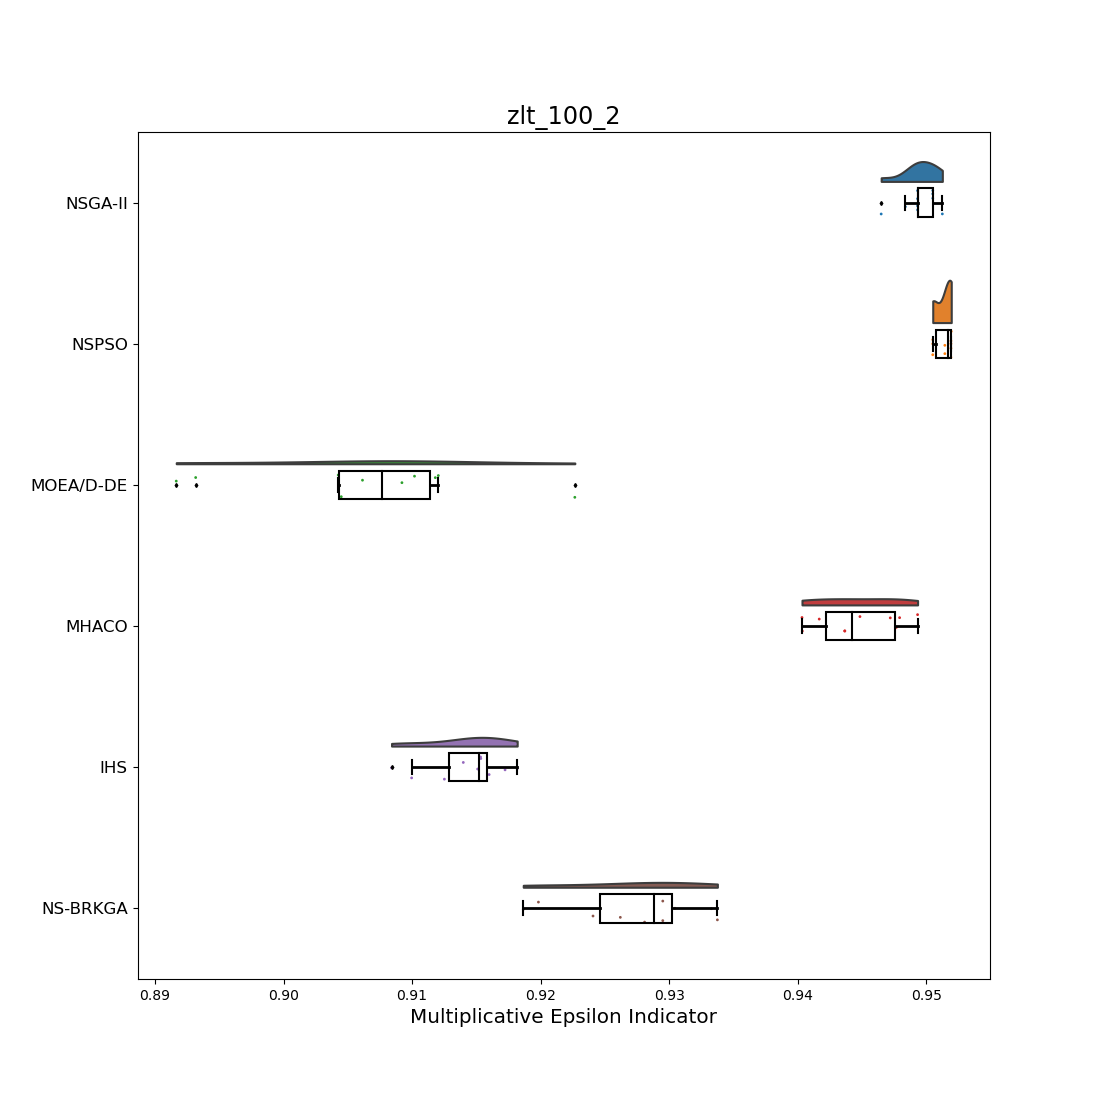 zlt_100_2
NSGA-II
NSPSO
MOEA/D-DE
MHACO
IHS
NS-BRKGA
0.89 0.90 0.91 0.92 0.93 0.94 0.95
Multiplicative Epsilon Indicator